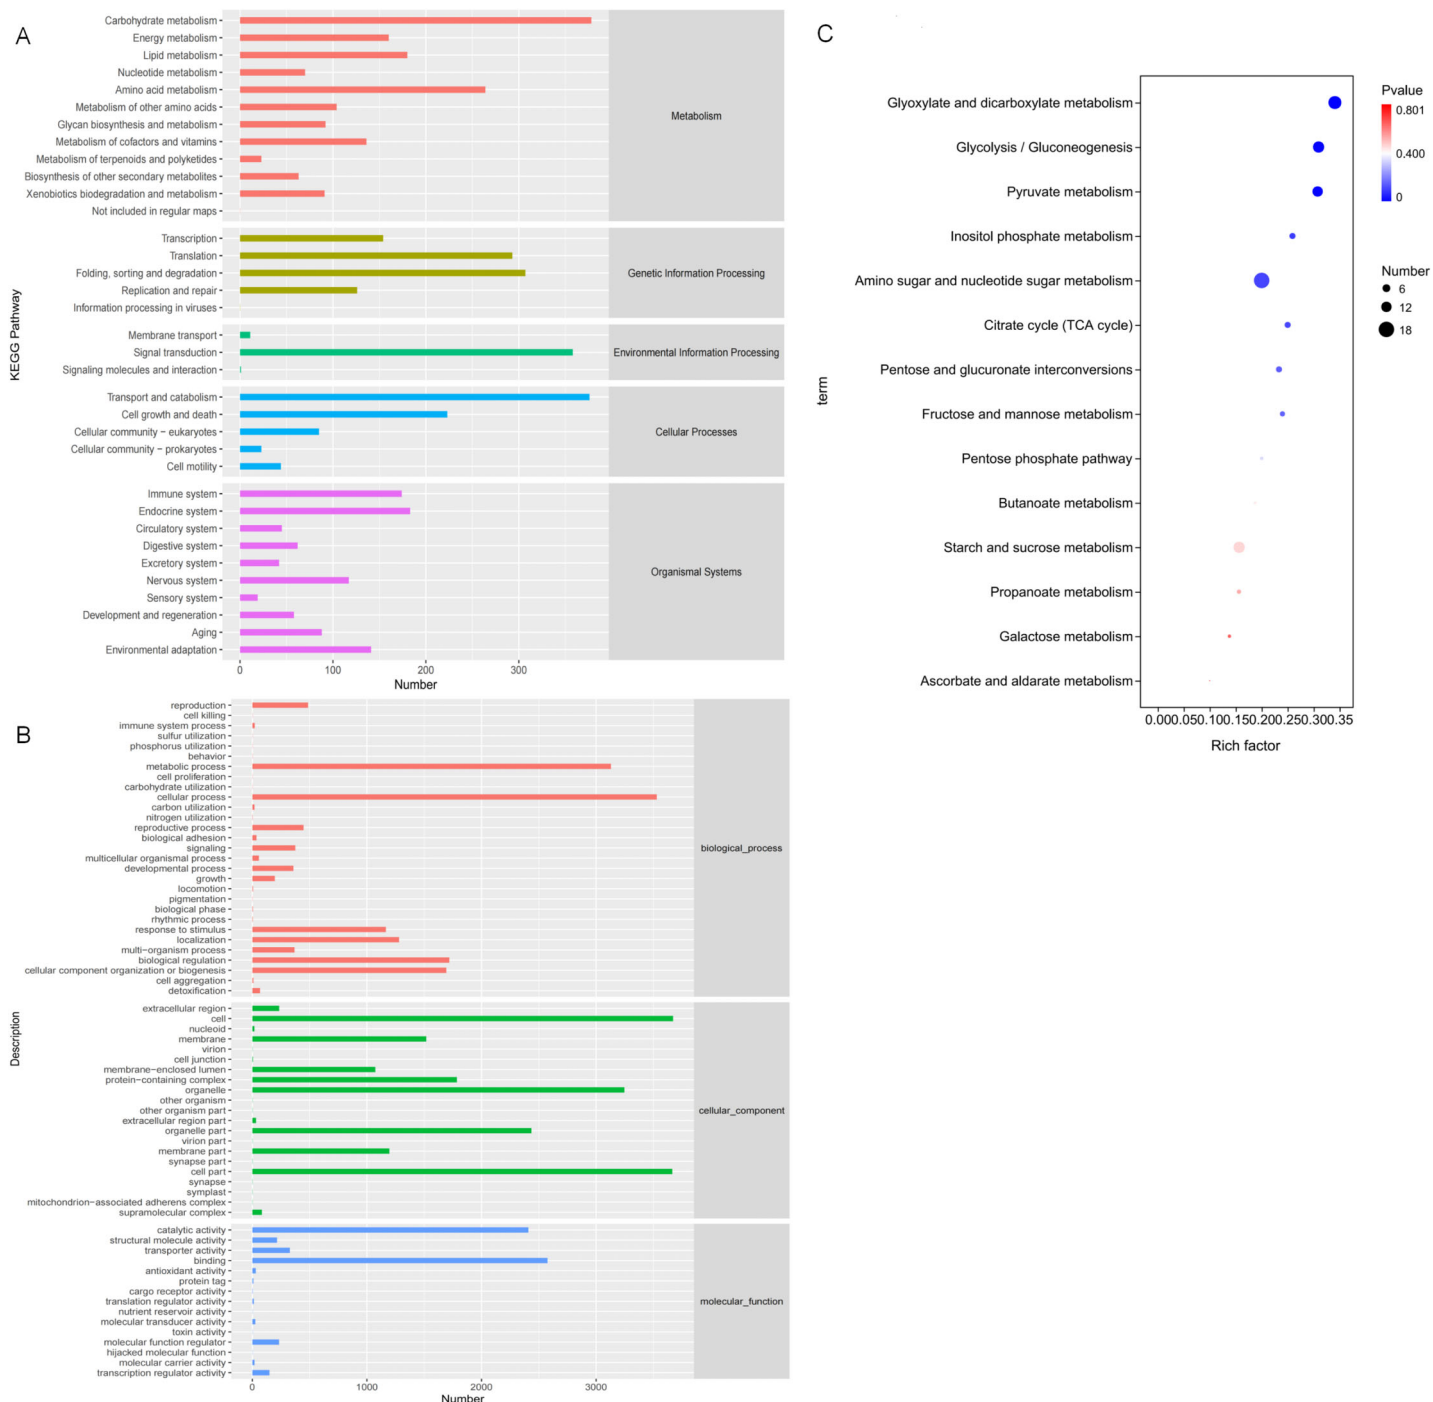 A
KEGG Pathway
Carbohydrate metabolism
Energy metabolism
Lipid metabolism
Nucleotide metabolism
Amino acid metabolism
Metabolism of other amino acids
Glycan biosynthesis and metabolism
Metabolism of cofactors and vitamins
Metabolism of terpenoids and polyketides
Biosynthesis of other secondary metabolites
Xenobiotics biodegradation and metabolism
Not included in regular maps
Metabolism
Transcription
Translation
Folding, sorting and degradation
Replication and repair
Information processing in viruses
Genetic Information Processing
Membrane transport
Signal transduction
Signaling molecules and interaction
Environmental Information Processing
Transport and catabolism
Cell growth and death
Cellular community − eukaryotes
Cellular community − prokaryotes
Cell motility
Cellular Processes
Immune system
Endocrine system
Circulatory system
Digestive system
Excretory system
Nervous system
Sensory system
Development and regeneration
Aging
Environmental adaptation
Organismal Systems
0 100 200 300
Number
B
Description
reproduction
cell killing
immune system process
sulfur utilization
phosphorus utilization
behavior
metabolic process
cell proliferation
carbohydrate utilization
cellular process
carbon utilization
nitrogen utilization
reproductive process
biological adhesion
signaling
multicellular organismal process
developmental process
growth
locomotion
pigmentation
biological phase
rhythmic process
response to stimulus
localization
multi−organism process
biological regulation
cellular component organization or biogenesis
cell aggregation
detoxification
biological_process
extracellular region
cell
nucleoid
membrane
virion
cell junction
membrane−enclosed lumen
protein−containing complex
organelle
other organism
other organism part
extracellular region part
organelle part
virion part
membrane part
synapse part
cell part
synapse
symplast
mitochondrion−associated adherens complex
supramolecular complex
cellular_component
catalytic activity
structural molecule activity
transporter activity
binding
antioxidant activity
protein tag
cargo receptor activity
translation regulator activity
nutrient reservoir activity
molecular transducer activity
toxin activity
molecular function regulator
hijacked molecular function
molecular carrier activity
transcription regulator activity
molecular_function
0 1000 2000 3000
Number
C
term
Glyoxylate and dicarboxylate metabolism
Glycolysis / Gluconeogenesis
Pyruvate metabolism
Inositol phosphate metabolism
Amino sugar and nucleotide sugar metabolism
Citrate cycle (TCA cycle)
Pentose and glucuronate interconversions
Fructose and mannose metabolism
Pentose phosphate pathway
Butanoate metabolism
Starch and sucrose metabolism
Propanoate metabolism
Galactose metabolism
Ascorbate and aldarate metabolism
0.00 0.05 0.10 0.15 0.20 0.25 0.30 0.35
Rich factor
Pvalue
0.801
0.400
0
Number
6
12
18